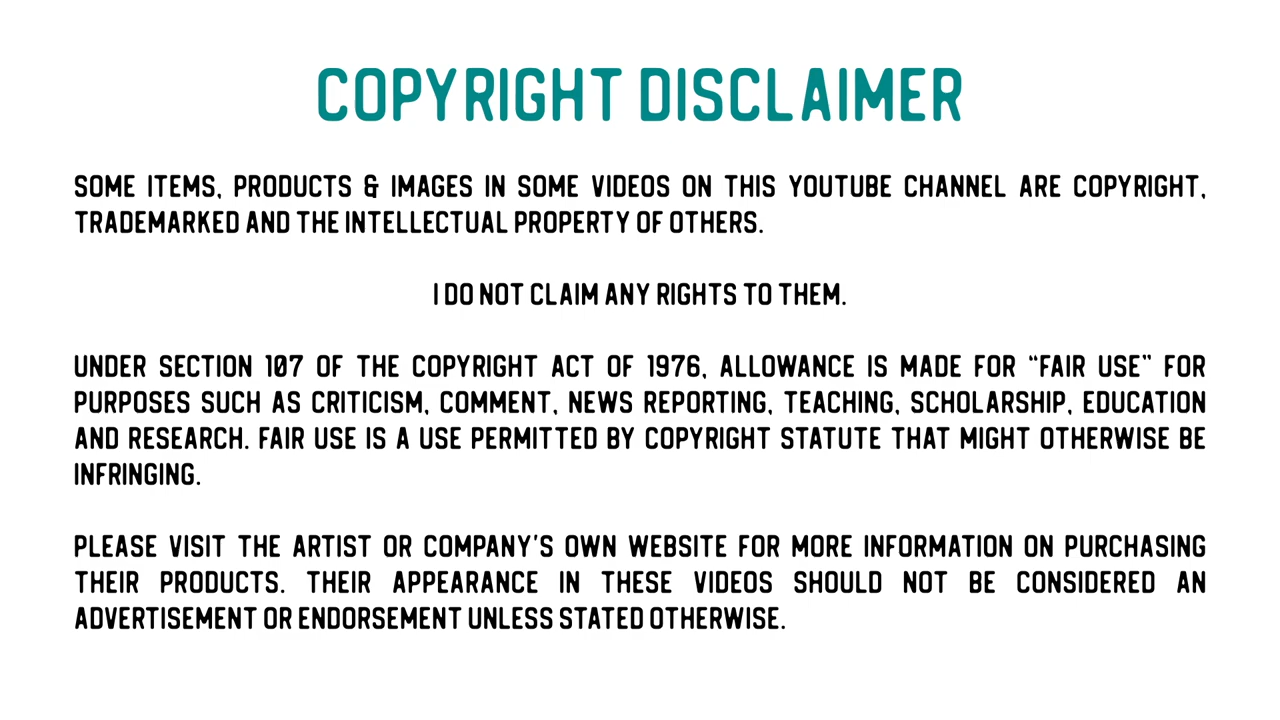 COPYRIGHT DISCLAIMER
SOME ITEMS, PRODUCTS & IMAGES IN SOME VIDEOS ON THIS YOUTUBE CHANNEL ARE COPYRIGHT,
TRADEMARKED AND THE INTELLECTUAL PROPERTY OF OTHERS.
I DO NOT CLAIM ANY RIGHTS TO THEM.
UNDER SECTION 107 OF THE COPYRIGHT ACT OF 1976, ALLOWANCE IS MADE FOR “FAIR USE” FOR
PURPOSES SUCH AS CRITICISM, COMMENT, NEWS REPORTING, TEACHING, SCHOLARSHIP, EDUCATION
AND RESEARCH. FAIR USE IS A USE PERMITTED BY COPYRIGHT STATUTE THAT MIGHT OTHERWISE BE
INFRINGING.
PLEASE VISIT THE ARTIST OR COMPANY'S OWN WEBSITE FOR MORE INFORMATION ON PURCHASING
THEIR PRODUCTS. THEIR APPEARANCE IN THESE VIDEOS SHOULD NOT BE CONSIDERED AN
ADVERTISEMENT OR ENDORSEMENT UNLESS STATED OTHERWISE.